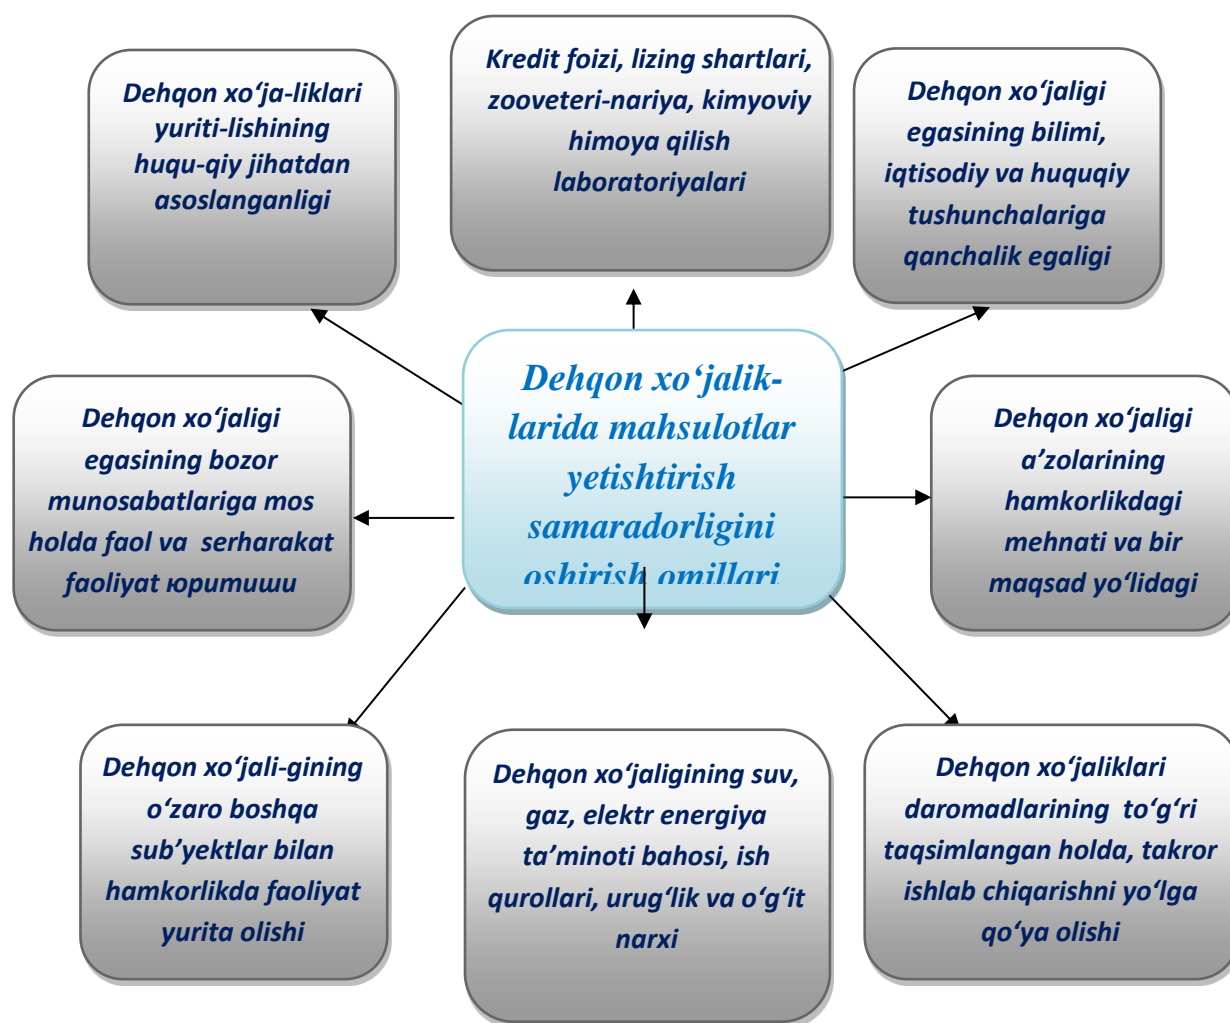 Dehqon xo‘ja-liklari
yuriti-lishining
huqu-qiy jihatdan
asoslanganligi
Kredit foizi, lizing shartlari,
zooveteri-nariya, kimyoviy
himoya qilish
laboratoriyalari
Dehqon xo‘jaligi
egasining bilimi,
iqtisodiy va huquqiy
tushunchalariga
qanchalik egaligi
Dehqon xo‘jaligi
egasining bozor
munosabatlariga mos
holda faol va serharakat
faoliyat юритиши
Dehqon xo‘jalik-
larida mahsulotlar
yetishtirish
samaradorligini
oshirish omillari
Dehqon xo‘jaligi
a’zolarining
hamkorlikdagi
mehnati va bir
maqsad yo‘lidagi
Dehqon xo‘jali-gining
o‘zaro boshqa
sub’yektlar bilan
hamkorlikda faoliyat
yurita olishi
Dehqon xo‘jaligining suv,
gaz, elektr energiya
ta’minoti bahosi, ish
qurollari, urug‘lik va o‘g‘it
narxi
Dehqon xo‘jaliklari
daromadlarining to‘g‘ri
taqsimlangan holda, takror
ishlab chiqarishni yo‘lga
qo‘ya olishi